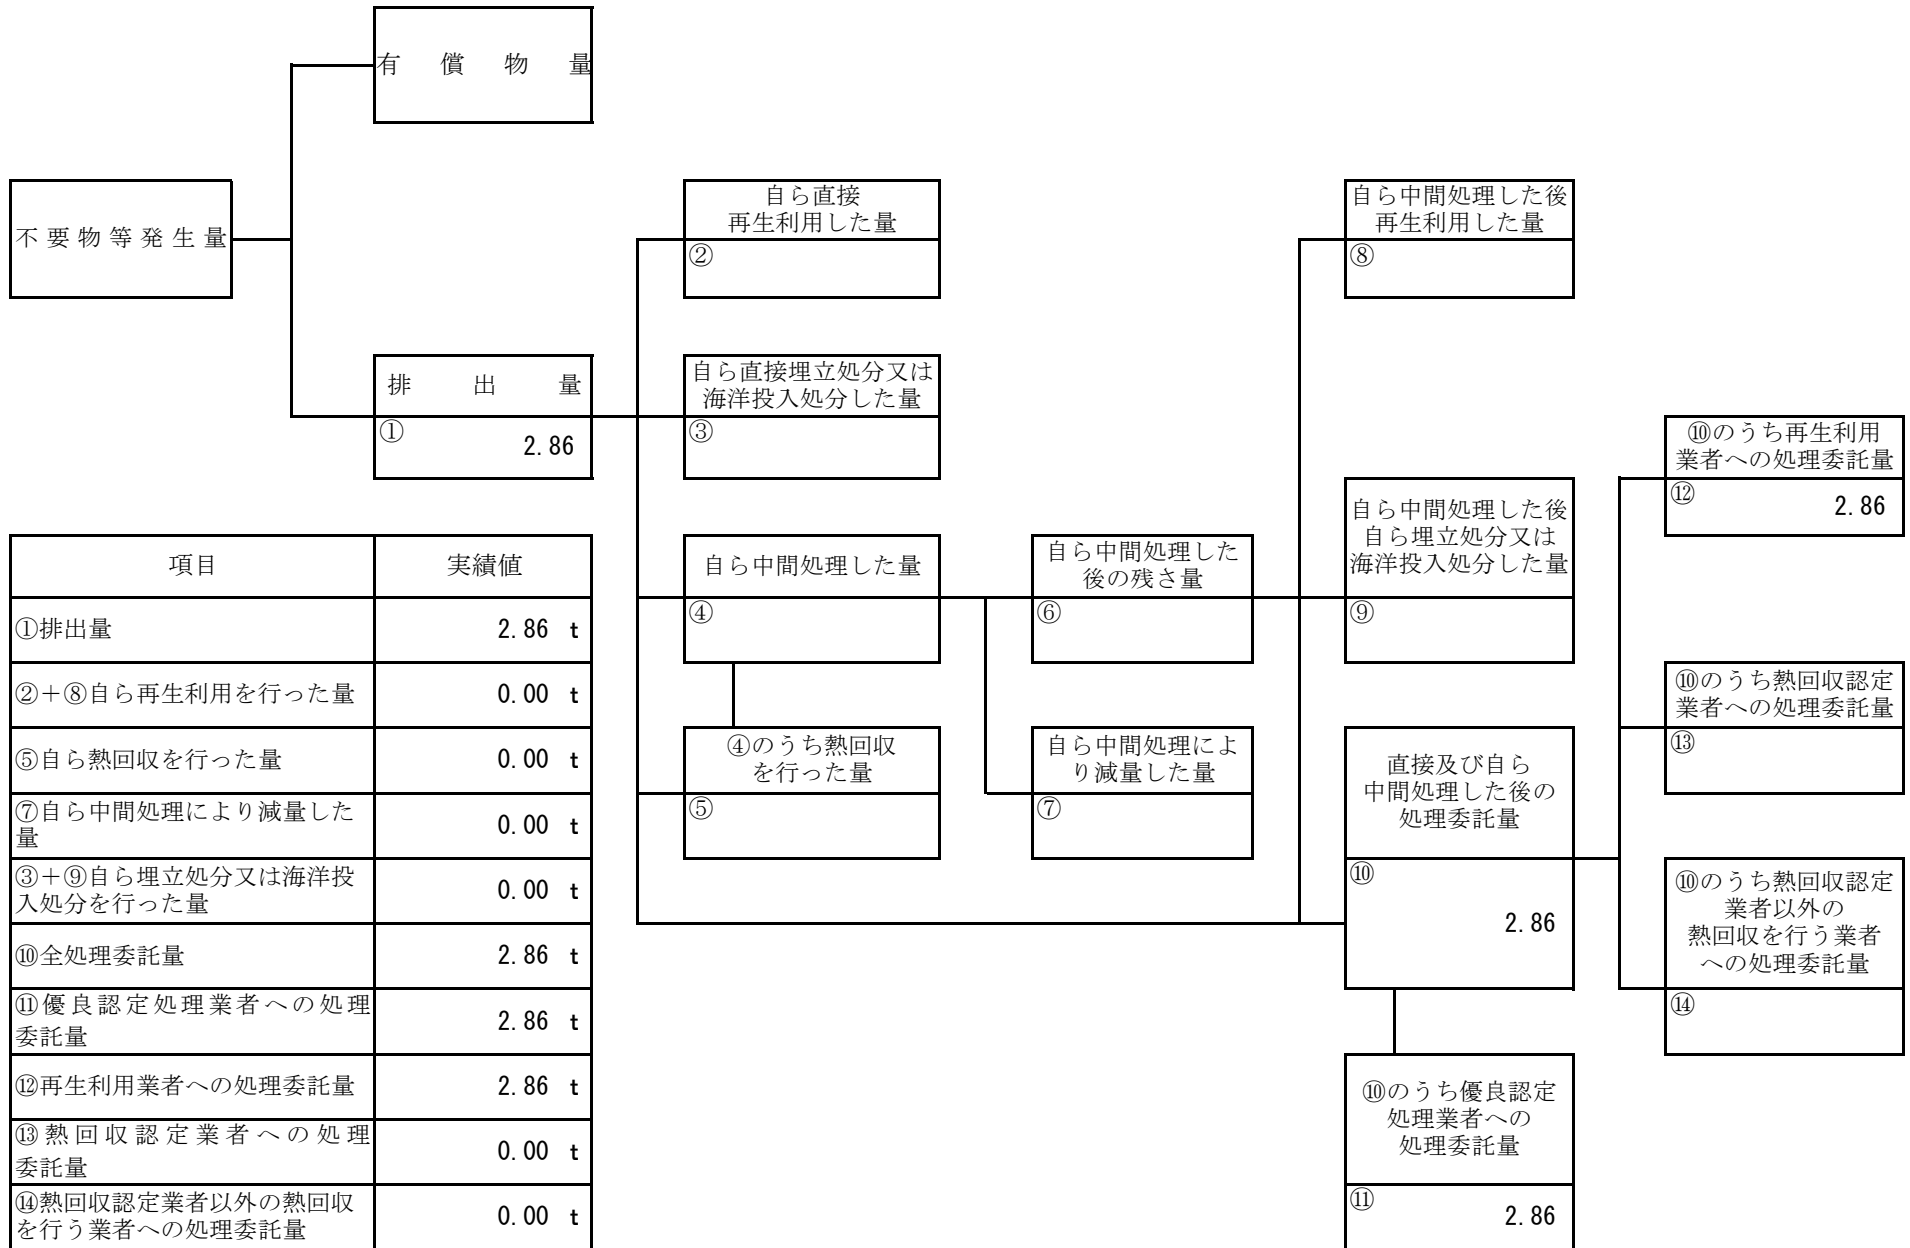 有償物量
不要物等発生量
自ら直接
再生利用した量
②
自ら中間処理した後
再生利用した量
⑧
排出量
①
2.86
自ら直接埋立処分又は
海洋投入処分した量
③
⑩のうち再生利用
業者への処理委託量
⑫
2.86
自ら中間処理した後
自ら埋立処分又は
海洋投入処分した量
⑨
自ら中間処理した量
④
自ら中間処理した
後の残さ量
⑥
⑩のうち熱回収認定
業者への処理委託量
⑬
④のうち熱回収
を行った量
⑤
自ら中間処理によ
り減量した量
⑦
直接及び自ら
中間処理した後の
処理委託量
⑩
2.86
⑩のうち熱回収認定
業者以外の
熱回収を行う業者
への処理委託量
⑭
⑩のうち優良認定
処理業者への
処理委託量
⑪
2.86
項目 実績値
①排出量 2.86 t
②＋⑧自ら再生利用を行った量 0.00 t
⑤自ら熱回収を行った量 0.00 t
⑦自ら中間処理により減量した
量 0.00 t
③＋⑨自ら埋立処分又は海洋投
入処分を行った量 0.00 t
⑩全処理委託量 2.86 t
⑪優良認定処理業者への処理
委託量 2.86 t
⑫再生利用業者への処理委託量 2.86 t
⑬熱回収認定業者への処理
委託量 0.00 t
⑭熱回収認定業者以外の熱回収
を行う業者への処理委託量 0.00 t